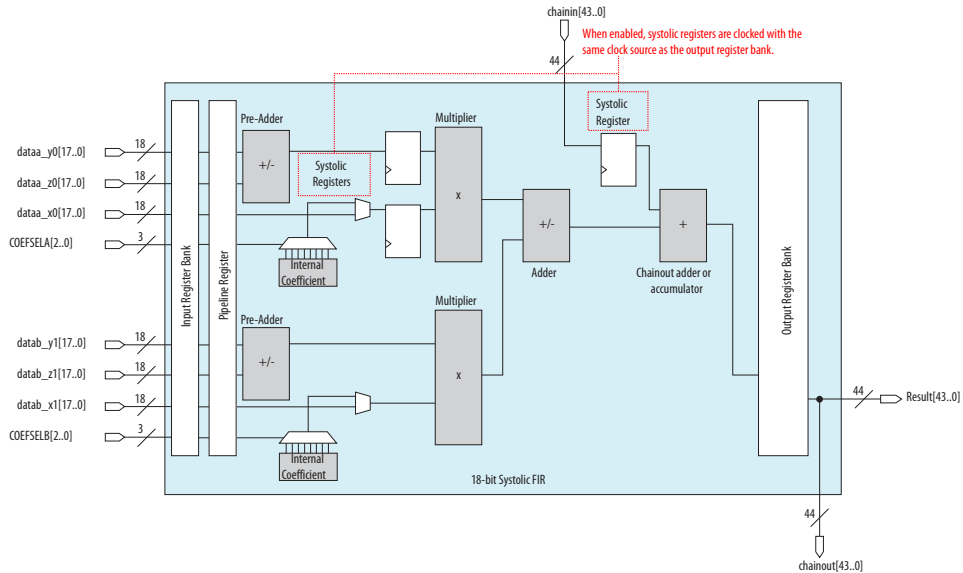 chainin[43..0]
When enabled, systolic registers are clocked with the
same clock source as the output register bank.
44
Systolic
Register
Pre-Adder
Multiplier
dataa_y0[17..0]
18
+/-
Systolic
Registers
dataa_z0[17..0]
18
x
dataa_x0[17..0]
18
+/-
+
COEFSELA[2..0]
3
Internal
Coefficient
Adder
Chainout adder or
accumulator
Input Register Bank
Pipeline Register
Output Register Bank
Multiplier
Pre-Adder
datab_y1[17..0]
18
+/-
datab_z1[17..0]
18
x
datab_x1[17..0]
18
44
Result[43..0]
COEFSELB[2..0]
3
Internal
Coefficient
18-bit Systolic FIR
44
chainout[43..0]